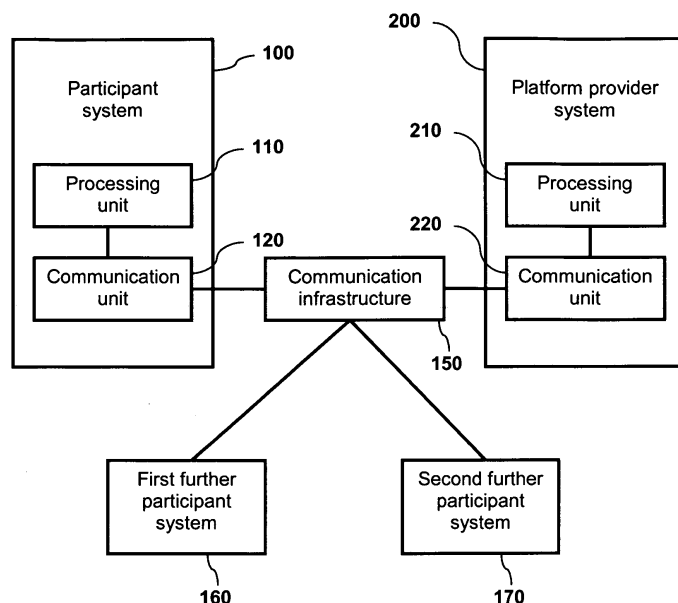 100
Participant
system
110
Processing
unit
120
Communication
unit
Communication
infrastructure
150
200
Platform provider
system
210
Processing
unit
220
Communication
unit
First further
participant
system
160
Second further
participant
system
170